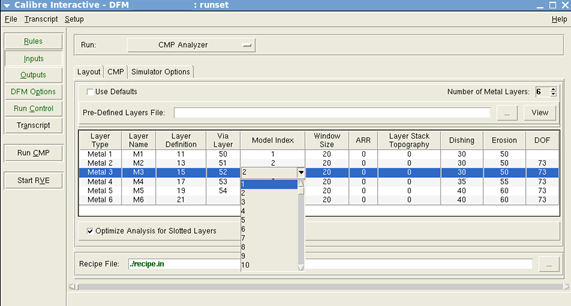 Calibre Interactive - DFM : runset
File Transcript Setup Help
Rules
Inputs
Outputs
DFM Options
Run Control
Transcript
Run CMP
Start RVE
Run: CMP Analyzer
Layout CMP Simulator Options
Use Defaults Number of Metal Layers: 6
Pre-Defined Layers File: ... View
Layer Type Layer Name Layer Definition Via Layer Model Index Window Size ARR Layer Stack Topography Dishing Erosion DOF
Metal 1 M1 11 50 1 20 0 0 30 50
Metal 2 M2 13 51 2 20 0 0 30 50 73
Metal 3 M3 15 52 2 20 0 0 30 50 73
Metal 4 M4 17 53 20 0 0 35 55 73
Metal 5 M5 19 54 20 0 0 40 60 73
Metal 6 M6 21 20 0 0 40 60 73
1
2
3
4
5
6
7
8
9
10
Optimize Analysis for Slotted Layers
Recipe File: ./recipe.in ...